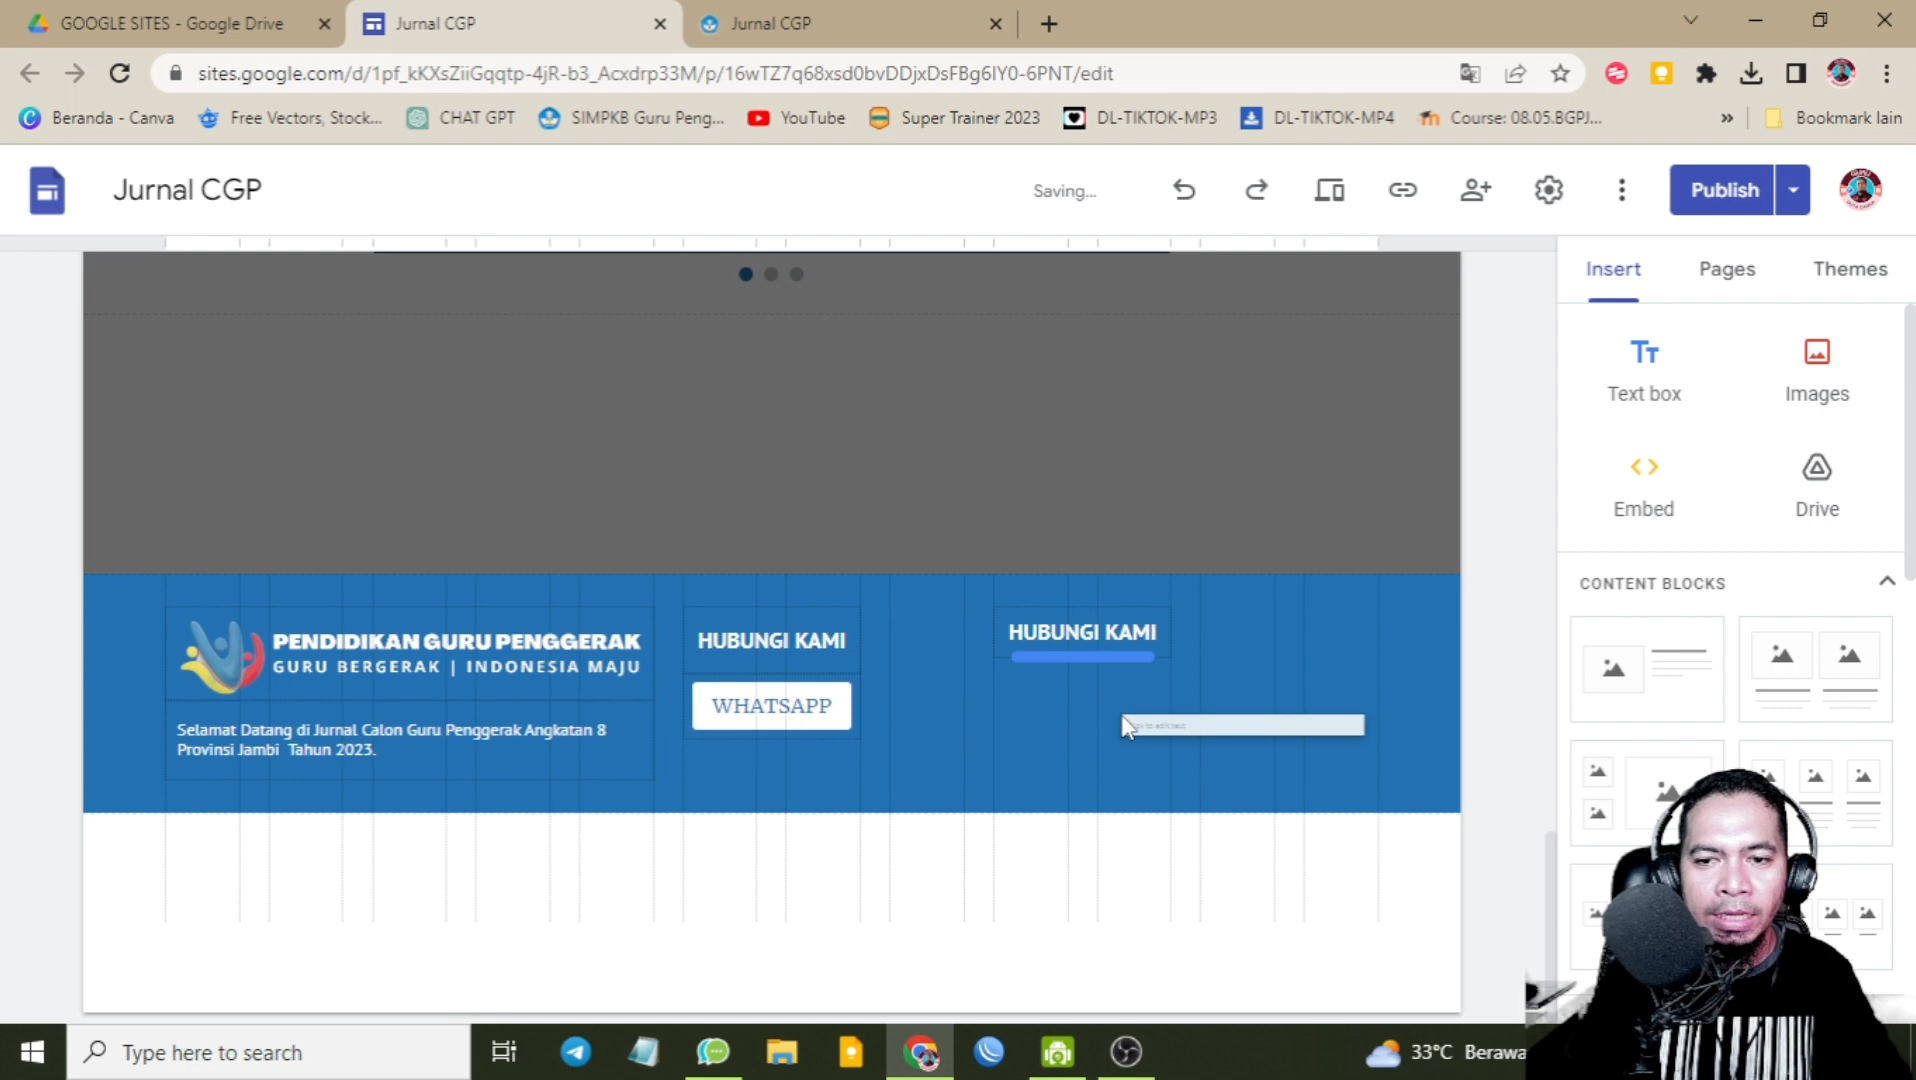 GOOGLE SITES - Google Drive
Jurnal CGP
Jurnal CGP
sites.google.com/d/1pf_kKXsZiiGqqtp-4jR-b3_Acxdrp33M/p/16wTZ7q68xsd0bvDDjxDsFBg6IY0-6PNT/edit
Beranda - Canva
Free Vectors, Stock...
CHAT GPT
SIMPKB Guru Peng...
YouTube
Super Trainer 2023
DL-TIKTOK-MP3
DL-TIKTOK-MP4
Course: 08.05.BGPJ...
»
Bookmark lain
Jurnal CGP
Saving...
Publish
Insert
Pages
Themes
Text box
Images
Embed
Drive
CONTENT BLOCKS
PENDIDIKAN GURU PENGGERAK
GURU BERGERAK | INDONESIA MAJU
Selamat Datang di Jurnal Calon Guru Penggerak Angkatan 8
Provinsi Jambi Tahun 2023.
HUBUNGI KAMI
WHATSAPP
HUBUNGI KAMI
Type here to search
33°C Berawa